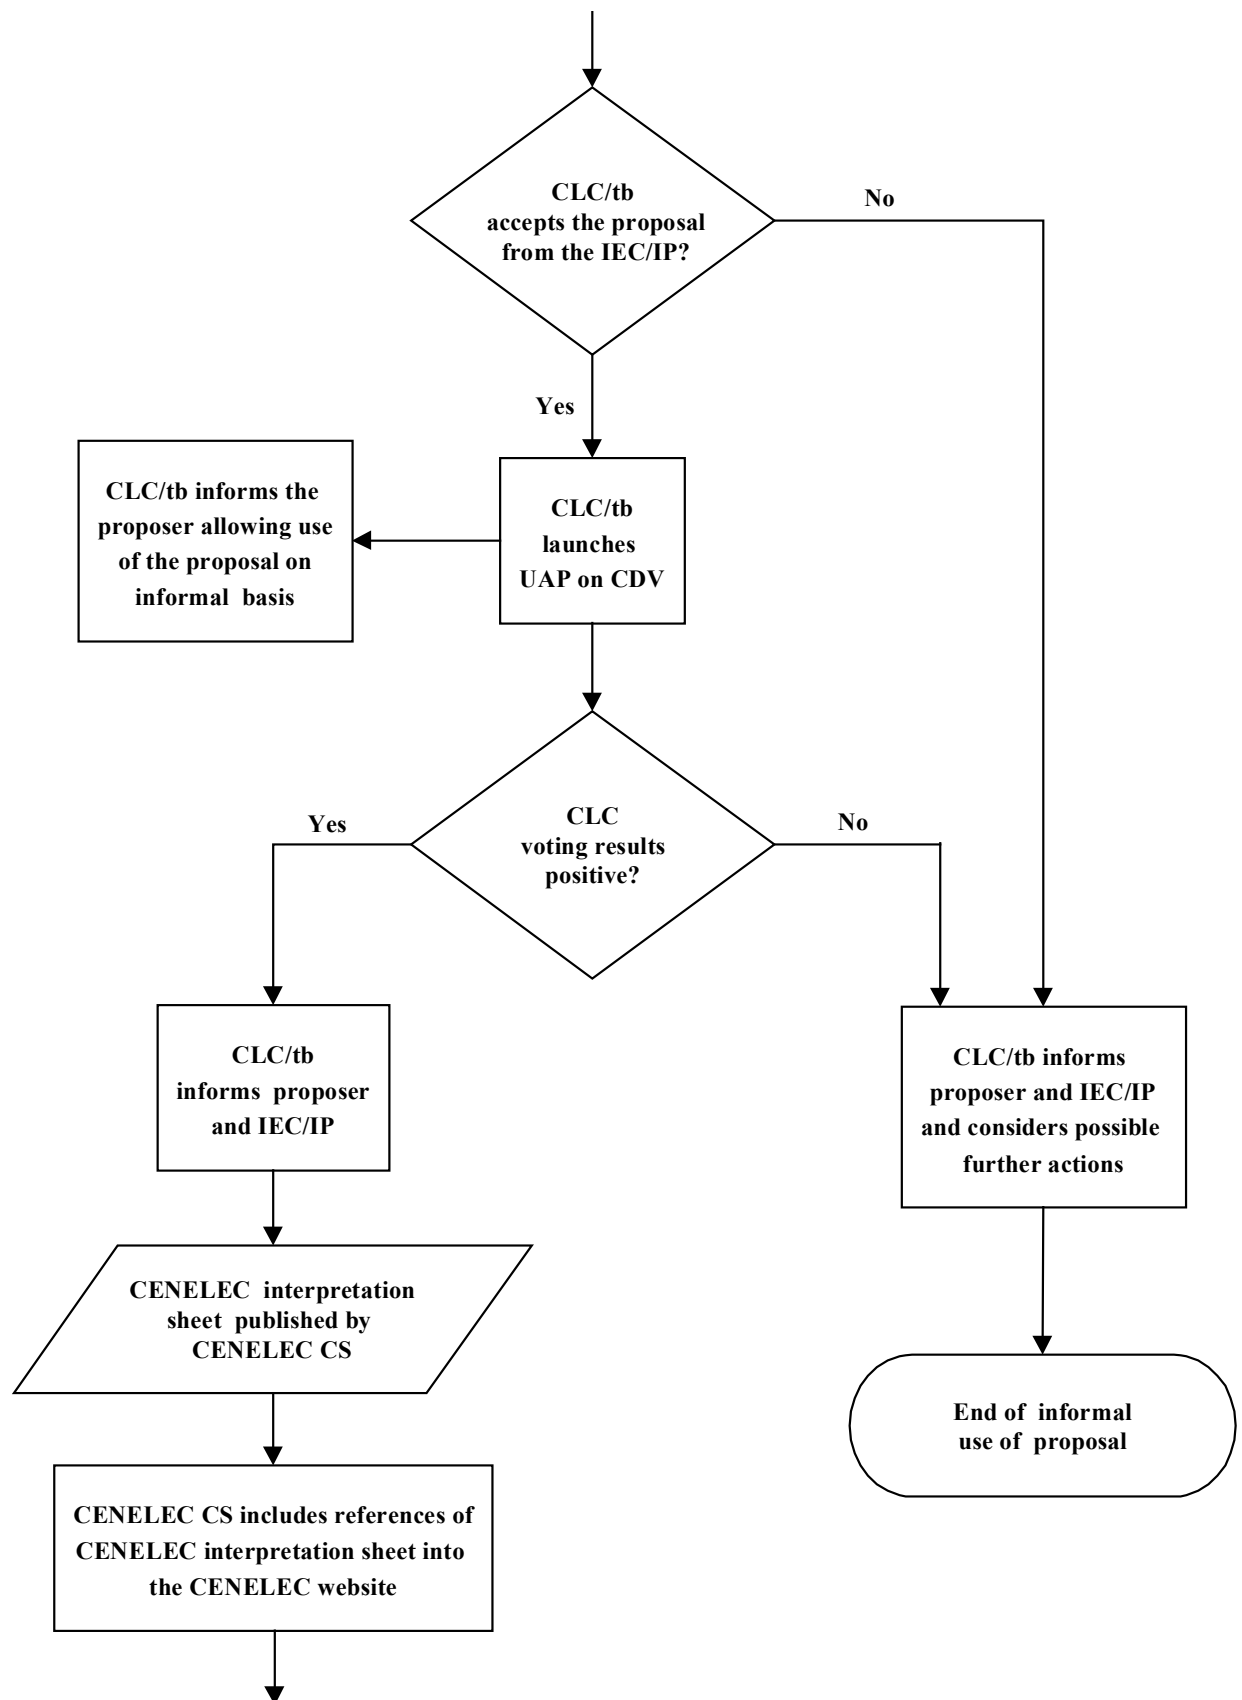 CLC/tb
accepts the proposal
from the IEC/IP?
No
Yes
CLC/tb informs the
proposer allowing use
of the proposal on
informal basis
CLC/tb
launches
UAP on CDV
Yes
CLC
voting results
positive?
No
CLC/tb
informs proposer
and IEC/IP
CLC/tb informs
proposer and IEC/IP
and considers possible
further actions
CENELEC interpretation
sheet published by
CENELEC CS
End of informal
use of proposal
CENELEC CS includes references of
CENELEC interpretation sheet into
the CENELEC website